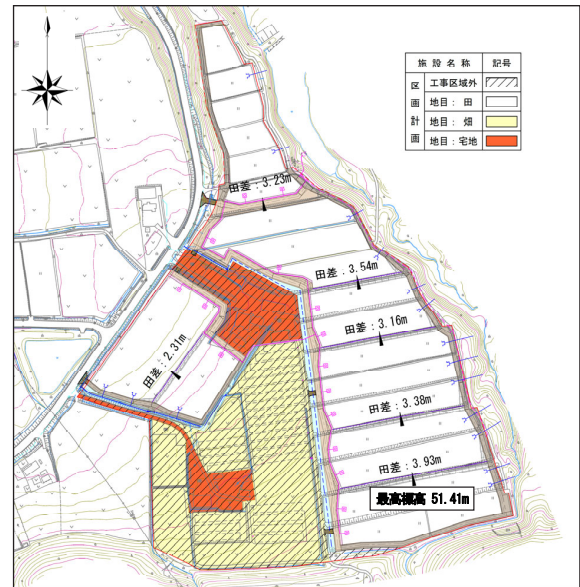 施設名称 記号
区画計画
工事区域外
地目：田
地目：畑
地目：宅地
田差：3.23m
田差：3.54m
田差：3.16m
田差：2.31m
田差：3.38m
田差：3.93m
最高標高 51.41m